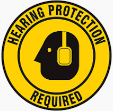 HEARING PROTECTION
REQUIRED